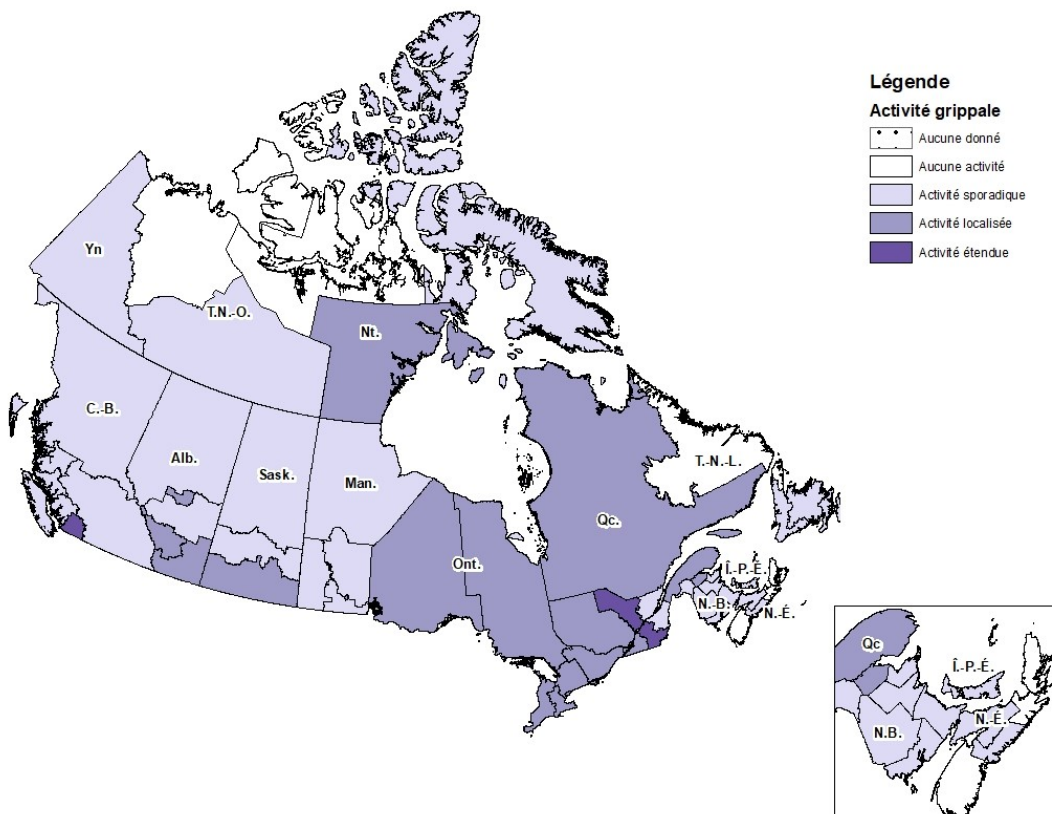 Légende
Activité grippale
Aucune donné
Aucune activité
Activité sporadique
Activité localisée
Activité étendue
Yn
T.N.-O.
Nt.
C.-B.
Alb.
Sask.
Man.
Ont.
Qc.
T.-N.-L.
Î.-P.-É.
N.-B.
N.-É.
Qc
Î.-P.-É.
N.-É.
N.B.